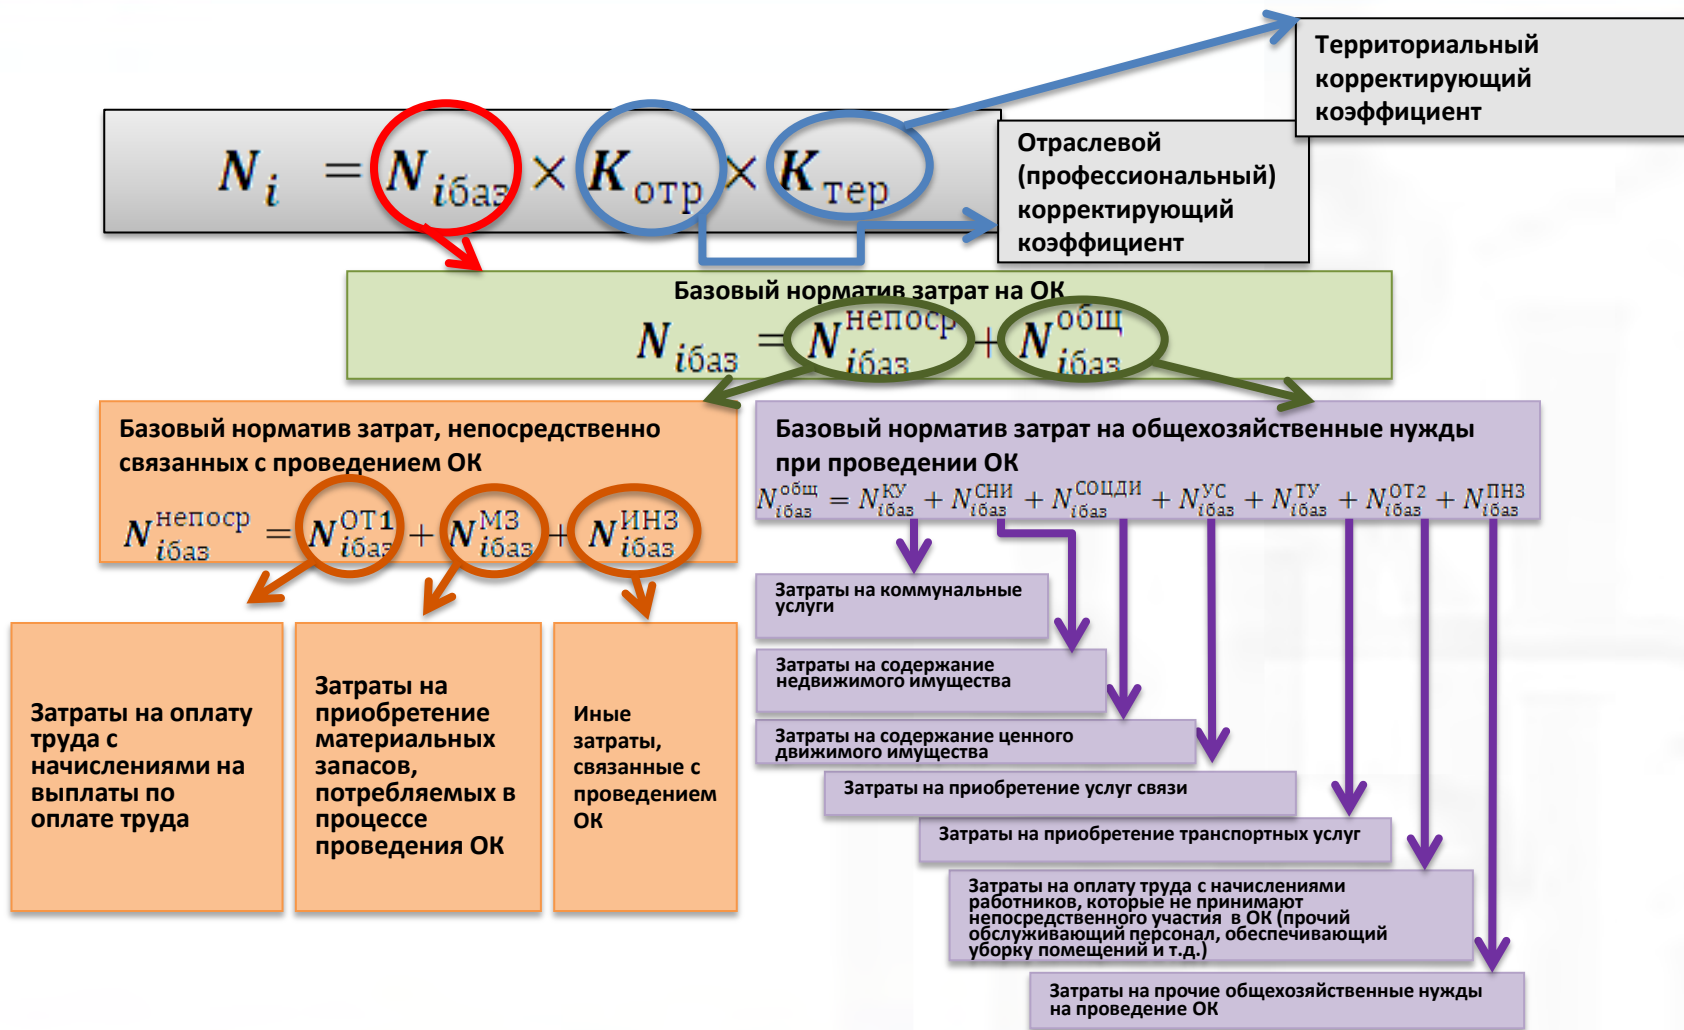 Территориальный
корректирующий
коэффициент
N_i = N_iбаз × K_отр × K_тер
Отраслевой
(профессиональный)
корректирующий
коэффициент
Базовый норматив затрат на ОК
N_iбаз = N_iбаз^непоср + N_iбаз^общ
Базовый норматив затрат, непосредственно
связанных с проведением ОК
N_iбаз^непоср = N_iбаз^ОТ1 + N_iбаз^МЗ + N_iбаз^ИНЗ
Базовый норматив затрат на общехозяйственные нужды
при проведении ОК
N_iбаз^общ = N_iбаз^КУ + N_iбаз^СНИ + N_iбаз^СОЦДИ + N_iбаз^УС + N_iбаз^ТУ + N_iбаз^ОТ2 + N_iбаз^ПНЗ
Затраты на оплату
труда с
начислениями на
выплаты по
оплате труда
Затраты на
приобретение
материальных
запасов,
потребляемых в
процессе
проведения ОК
Иные
затраты,
связанные с
проведением
ОК
Затраты на коммунальные
услуги
Затраты на содержание
недвижимого имущества
Затраты на содержание ценного
движимого имущества
Затраты на приобретение услуг связи
Затраты на приобретение транспортных услуг
Затраты на оплату труда с начислениями
работников, которые не принимают
непосредственного участия в ОК (прочий
обслуживающий персонал, обеспечивающий
уборку помещений и т.д.)
Затраты на прочие общехозяйственные нужды
на проведение ОК